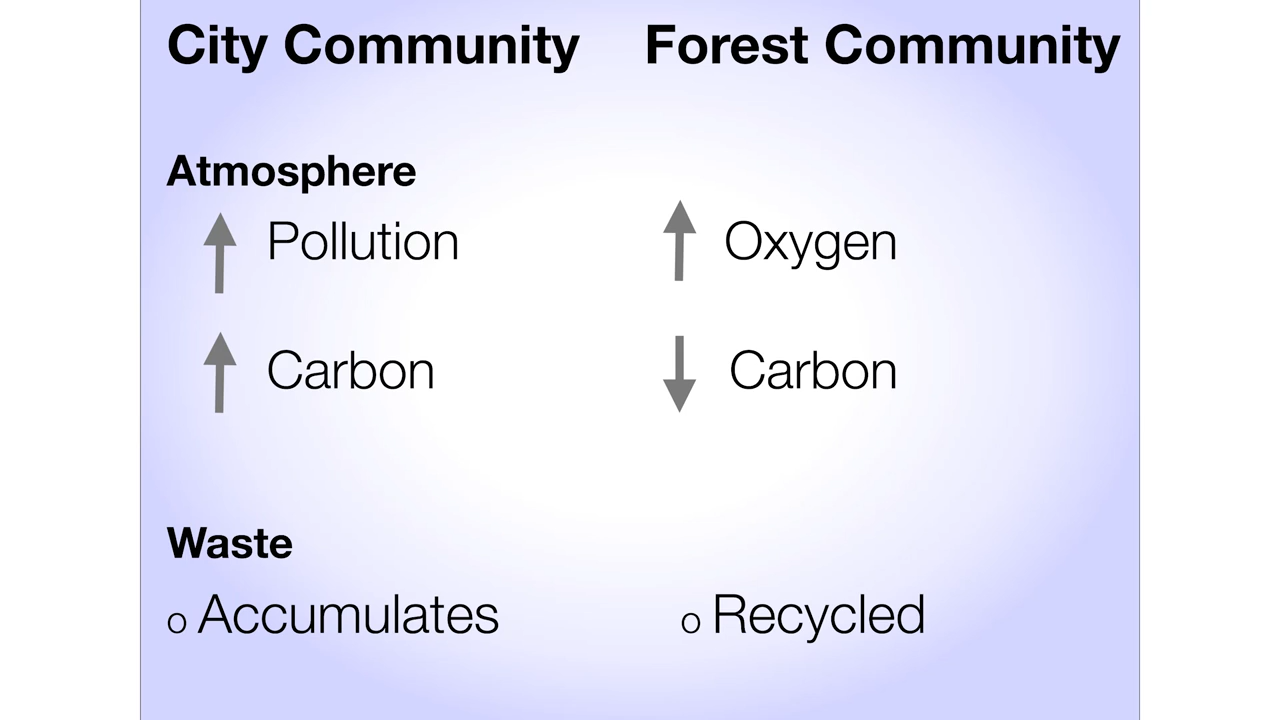 City Community Forest Community
Atmosphere
Pollution Oxygen
Carbon Carbon
Waste
o Accumulates o Recycled